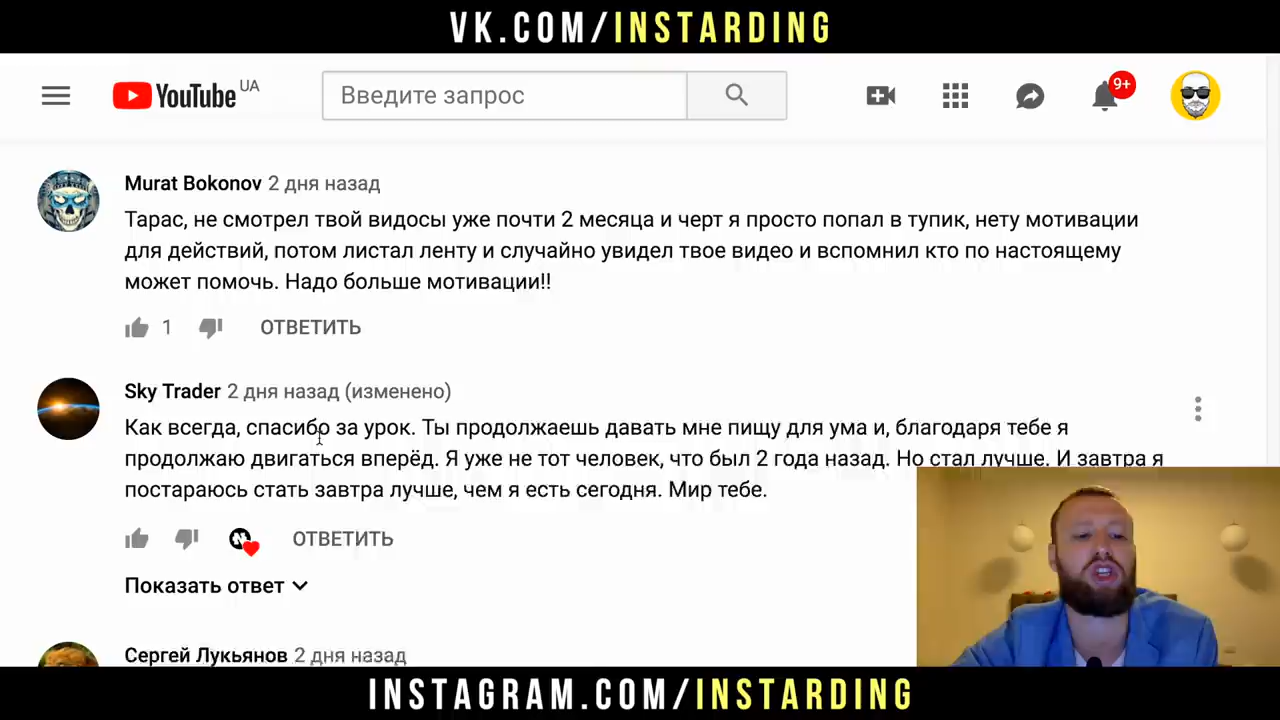 VK.COM/INSTARDING
YouTube UA
Введите запрос
9+
Murat Bokonov 2 дня назад
Тарас, не смотрел твой видосы уже почти 2 месяца и черт я просто попал в тупик, нету мотивации
для действий, потом листал ленту и случайно увидел твое видео и вспомнил кто по настоящему
может помочь. Надо больше мотивации!!
1 ОТВЕТИТЬ
Sky Trader 2 дня назад (изменено)
Как всегда, спасибо за урок. Ты продолжаешь давать мне пищу для ума и, благодаря тебе я
продолжаю двигаться вперёд. Я уже не тот человек, что был 2 года назад. Но стал лучше. И завтра я
постараюсь стать завтра лучше, чем я есть сегодня. Мир тебе.
ОТВЕТИТЬ
Показать ответ
Сергей Лукьянов 2 дня назад
INSTAGRAM.COM/INSTARDING